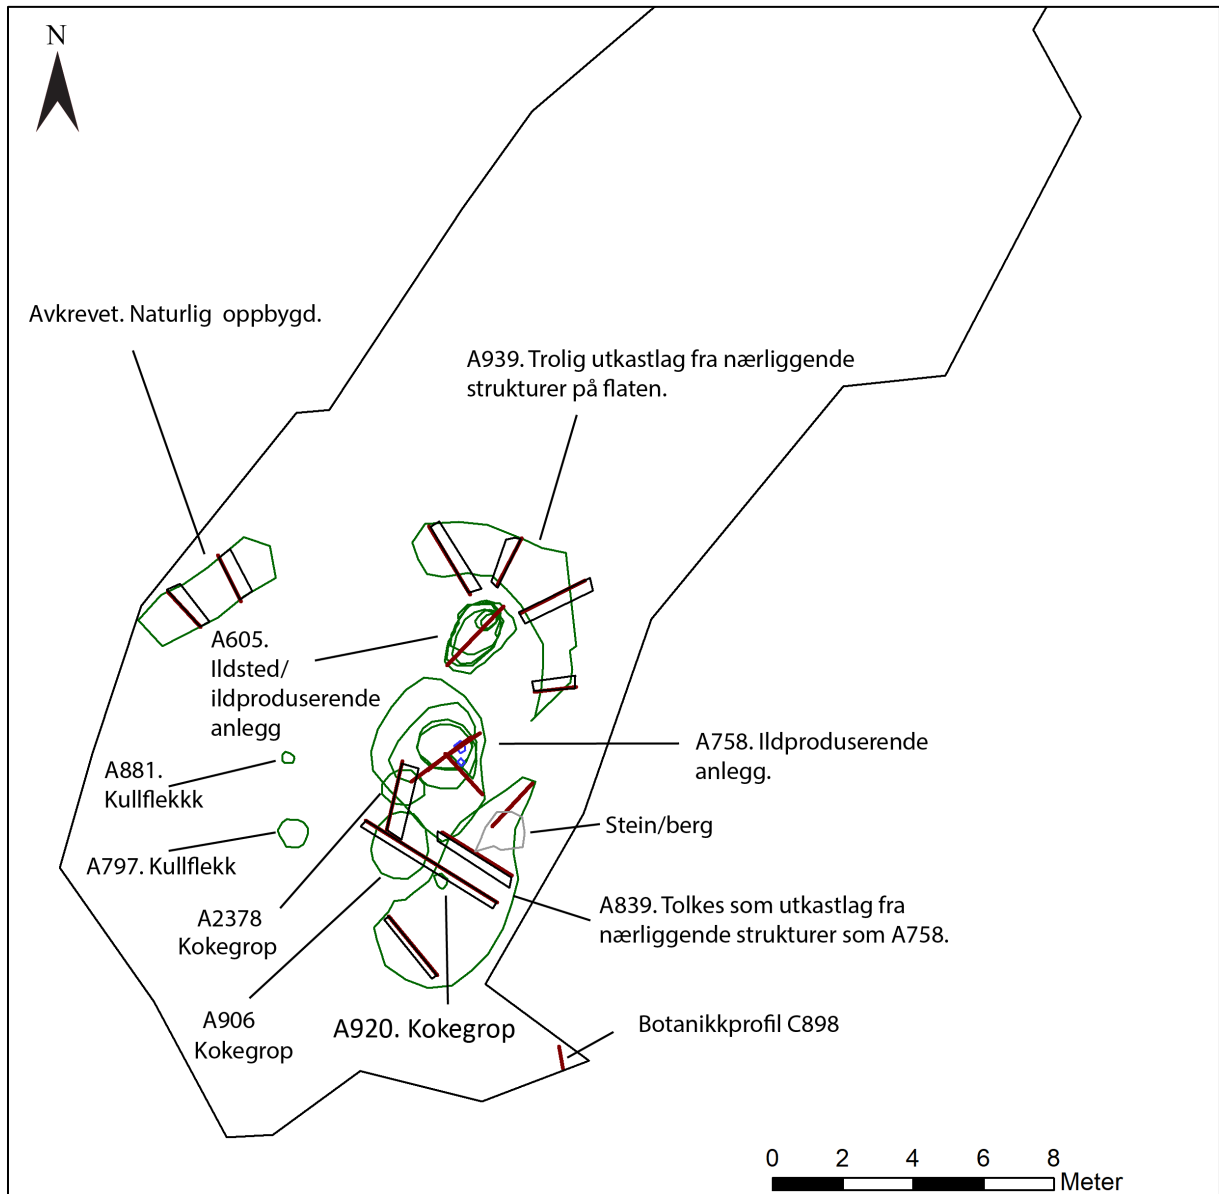 N
Avkrevet. Naturlig oppbygd.
A939. Trolig utkastlag fra nærliggende
strukturer på flaten.
A605.
Ildsted/
ildproduserende
anlegg
A758. Ildproduserende
anlegg.
A881.
Kullflekkk
Stein/berg
A797. Kullflekk
A2378
Kokegrop
A839. Tolkes som utkastlag fra
nærliggende strukturer som A758.
A906
Kokegrop
A920. Kokegrop
Botanikkprofil C898
0 2 4 6 8
Meter